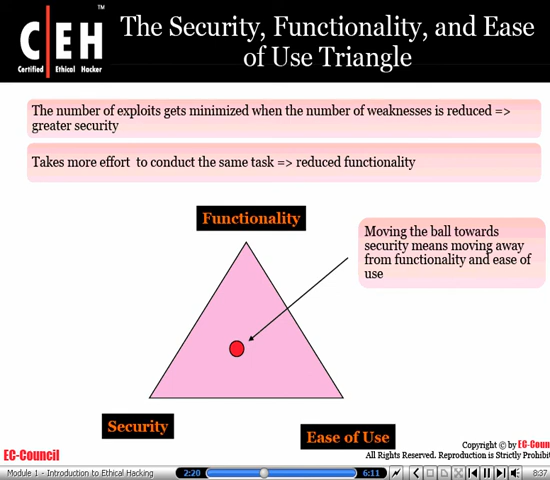 The Security, Functionality, and Ease
of Use Triangle
CEH
TM
Certified Ethical Hacker
The number of exploits gets minimized when the number of weaknesses is reduced =>
greater security
Takes more effort to conduct the same task => reduced functionality
Functionality
Moving the ball towards
security means moving away
from functionality and ease of
use
Security
Ease of Use
EC-Council
Copyright © by EC-Coun
All Rights Reserved. Reproduction is Strictly Prohibit
Module 1 - Introduction to Ethical Hacking
2:20
6:11
8:37